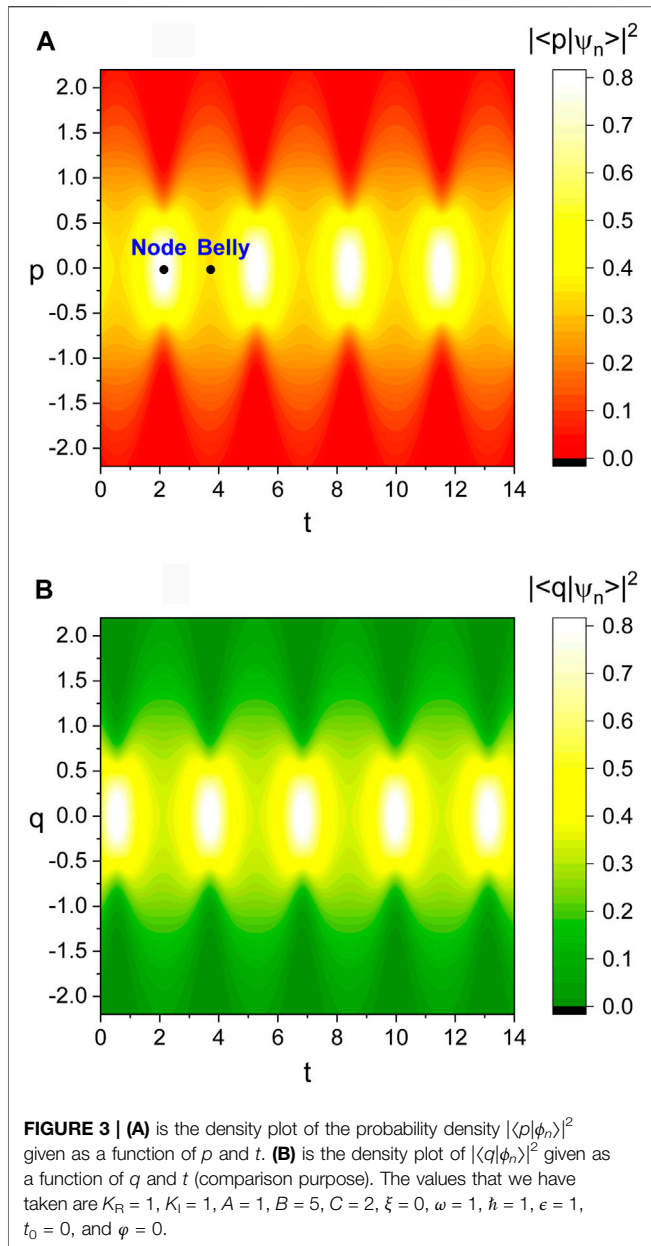 A
|<p|ψn>|²
2.0
1.5
1.0
0.5
0.0
-0.5
-1.0
-1.5
-2.0
p
Node Belly
0 2 4 6 8 10 12 14
t
0.8
0.7
0.6
0.5
0.4
0.3
0.2
0.1
0.0
B
|<q|ψn>|²
2.0
1.5
1.0
0.5
0.0
-0.5
-1.0
-1.5
-2.0
q
0 2 4 6 8 10 12 14
t
0.8
0.7
0.6
0.5
0.4
0.3
0.2
0.1
0.0
FIGURE 3 | (A) is the density plot of the probability density |⟨p|ϕn⟩|²
given as a function of p and t. (B) is the density plot of |⟨q|ϕn⟩|² given as
a function of q and t (comparison purpose). The values that we have
taken are KR = 1, KI = 1, A = 1, B = 5, C = 2, ξ = 0, ω = 1, ℏ = 1, ϵ = 1,
t0 = 0, and φ = 0.